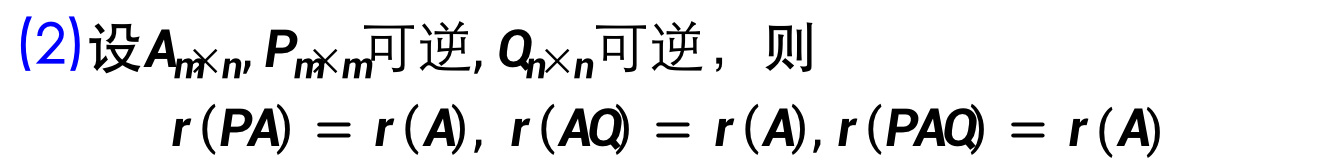 (2)设A_{m×n}, P_{m×m}可逆, Q_{n×n}可逆，则
r(PA) = r(A), r(AQ) = r(A), r(PAQ) = r(A)